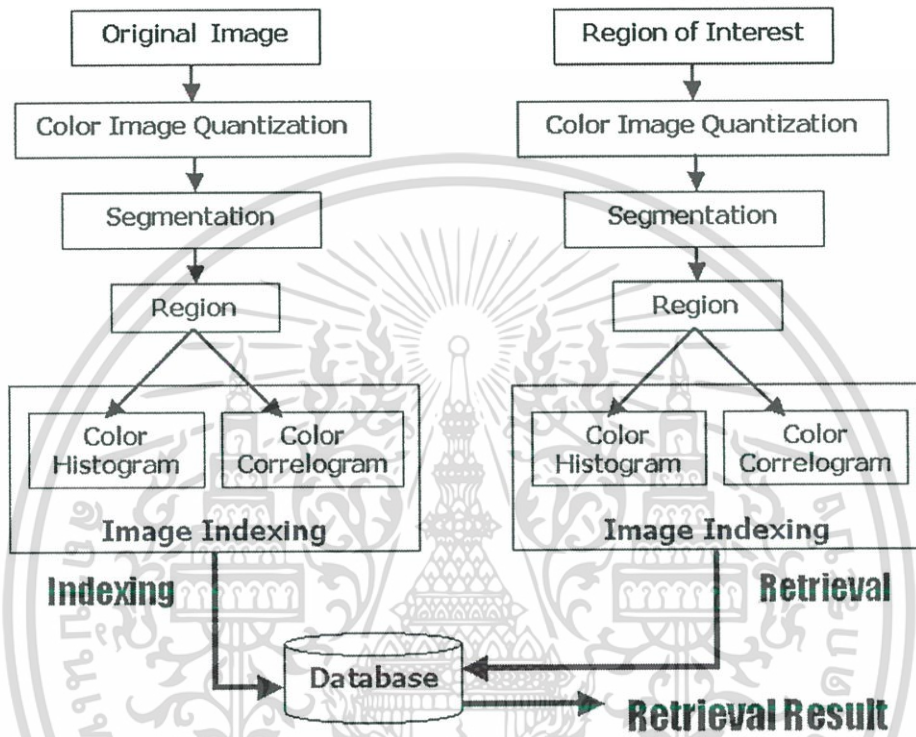 Original Image
Color Image Quantization
Segmentation
Region
Color
Histogram
Color
Correlogram
Image Indexing
Indexing
Region of Interest
Color Image Quantization
Segmentation
Region
Color
Histogram
Color
Correlogram
Image Indexing
Retrieval
Database
Retrieval Result